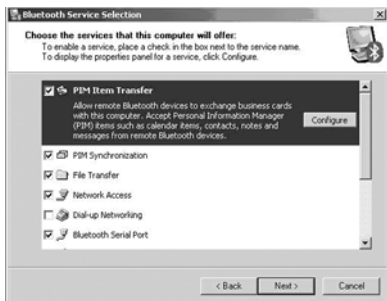 Bluetooth Service Selection
Choose the services that this computer will offer:
To enable a service, place a check in the box next to the service name.
To display the properties panel for a service, click Configure.
PIM Item Transfer
Allow remote Bluetooth devices to exchange business cards
with this computer. Accept Personal Information Manager
(PIM) items such as calendar items, contacts, notes and
messages from remote Bluetooth devices.
Configure
PIM Synchronization
File Transfer
Network Access
Dial-up Networking
Bluetooth Serial Port
< Back
Next >
Cancel